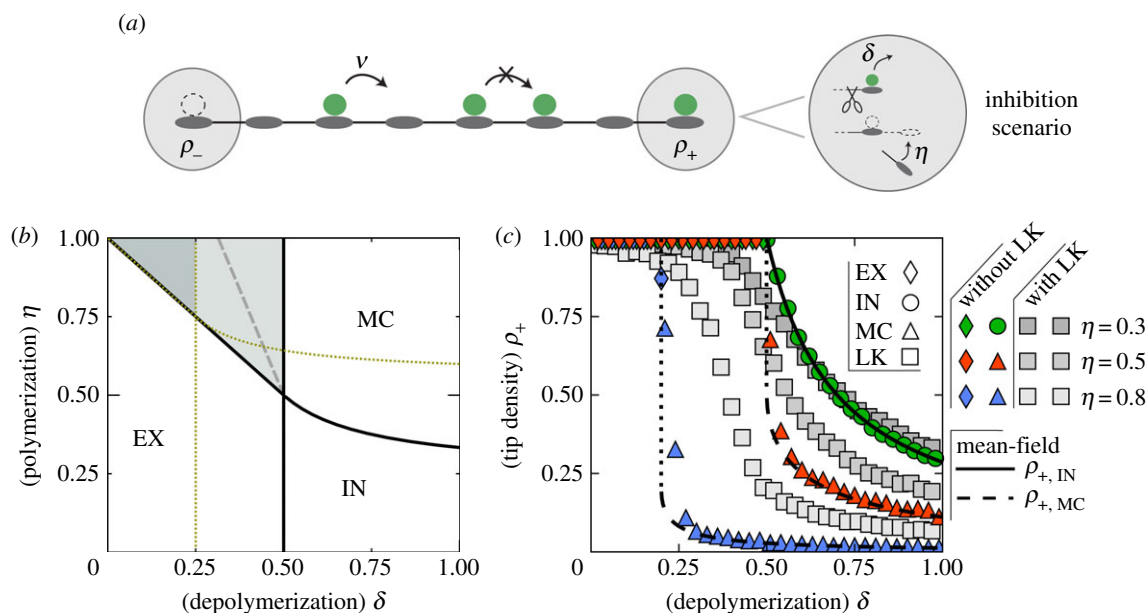 (a)
ν
δ
η
ρ−
ρ+
inhibition
scenario
(b)
(polymerization) η
1.00
0.75
0.50
0.25
0
0.25
0.50
0.75
1.00
(depolymerization) δ
EX
MC
IN
(c)
(tip density) ρ+
1.00
0.75
0.50
0.25
0
0.25
0.50
0.75
1.00
(depolymerization) δ
EX
IN
MC
LK
without LK
with LK
η = 0.3
η = 0.5
η = 0.8
mean-field
ρ+, IN
ρ+, MC